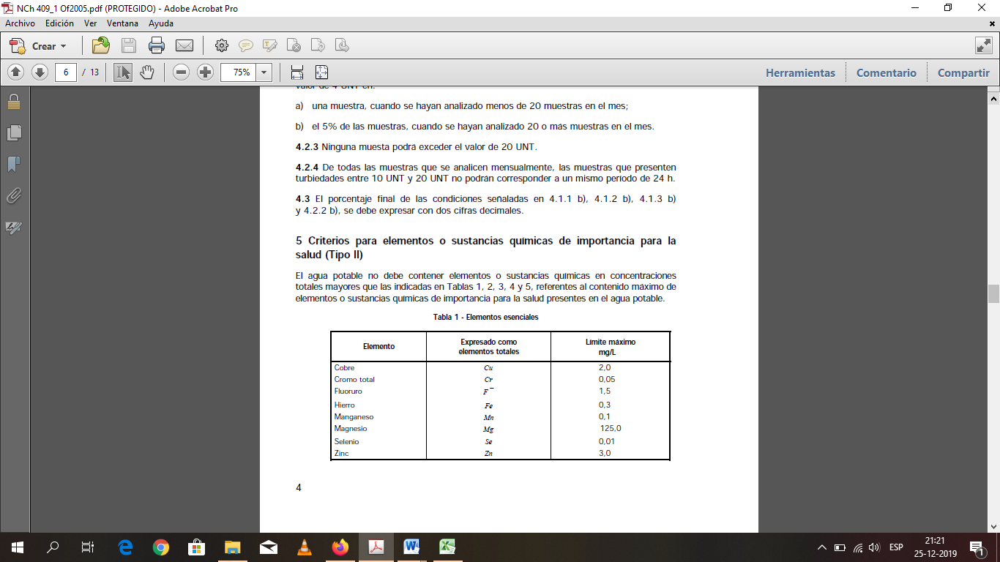 NCh 409_1 Of2005.pdf (PROTEGIDO) - Adobe Acrobat Pro
Archivo Edición Ver Ventana Ayuda
Crear
6 / 13 75% Herramientas Comentario Compartir
valor de 4 UNT en:
a) una muestra, cuando se hayan analizado menos de 20 muestras en el mes;
b) el 5% de las muestras, cuando se hayan analizado 20 o más muestras en el mes.
4.2.3 Ninguna muesta podrá exceder el valor de 20 UNT.
4.2.4 De todas las muestras que se analicen mensualmente, las muestras que presenten
turbiedades entre 10 UNT y 20 UNT no podrán corresponder a un mismo período de 24 h.
4.3 El porcentaje final de las condiciones señaladas en 4.1.1 b), 4.1.2 b), 4.1.3 b)
y 4.2.2 b), se debe expresar con dos cifras decimales.
5 Criterios para elementos o sustancias químicas de importancia para la
salud (Tipo II)
El agua potable no debe contener elementos o sustancias químicas en concentraciones
totales mayores que las indicadas en Tablas 1, 2, 3, 4 y 5, referentes al contenido máximo de
elementos o sustancias químicas de importancia para la salud presentes en el agua potable.
Tabla 1 - Elementos esenciales
Elemento Expresado como elementos totales Límite máximo mg/L
Cobre Cu 2,0
Cromo total Cr 0,05
Fluoruro F⁻ 1,5
Hierro Fe 0,3
Manganeso Mn 0,1
Magnesio Mg 125,0
Selenio Se 0,01
Zinc Zn 3,0
4
ESP 21:21
25-12-2019 1